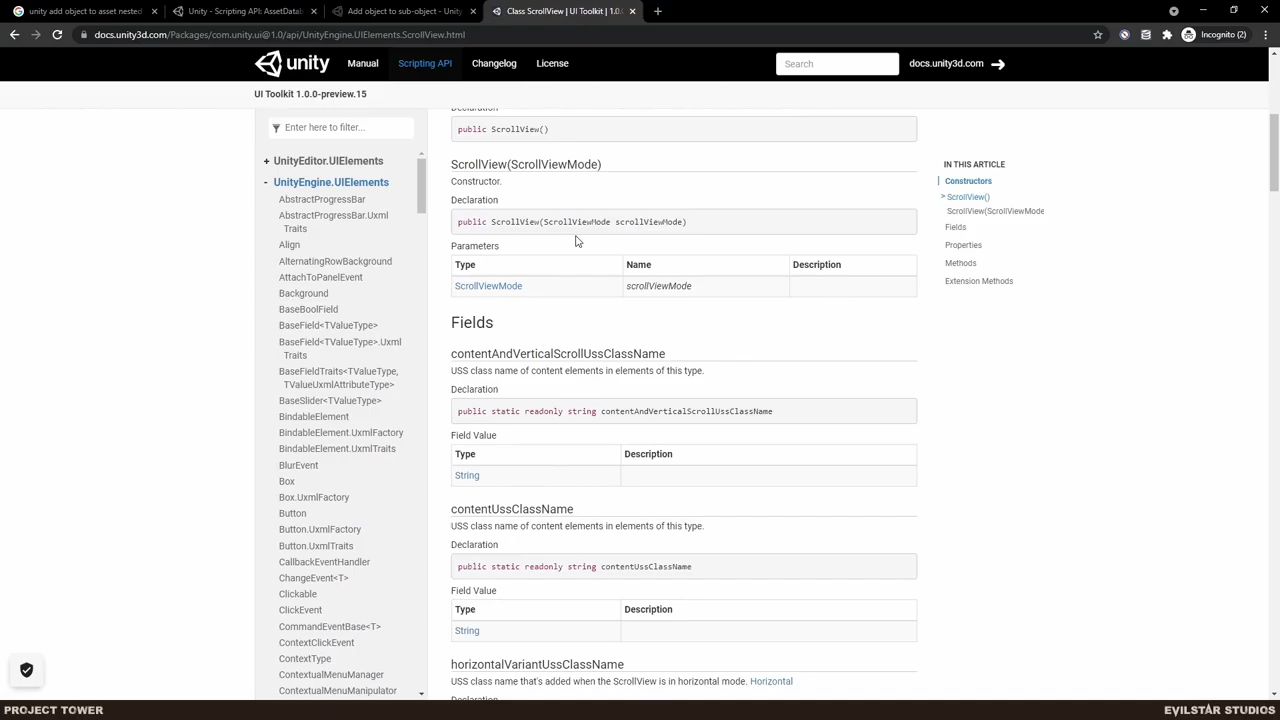 unity add object to asset nested
Unity - Scripting API: AssetDatab
Add object to sub-object - Unity
Class ScrollView | UI Toolkit | 1.0.
docs.unity3d.com/Packages/com.unity.ui@1.0/api/UnityEngine.UIElements.ScrollView.html
Incognito (2)
unity
Manual
Scripting API
Changelog
License
Search
docs.unity3d.com
UI Toolkit 1.0.0-preview.15
Enter here to filter...
+ UnityEditor.UIElements
- UnityEngine.UIElements
AbstractProgressBar
AbstractProgressBar.Uxml
Traits
Align
AlternatingRowBackground
AttachToPanelEvent
Background
BaseBoolField
BaseField<TValueType>
BaseField<TValueType>.Uxml
Traits
BaseFieldTraits<TValueType,
TValueUxmlAttributeType>
BaseSlider<TValueType>
BindableElement
BindableElement.UxmlFactory
BindableElement.UxmlTraits
BlurEvent
Box
Box.UxmlFactory
Button
Button.UxmlFactory
Button.UxmlTraits
CallbackEventHandler
ChangeEvent<T>
Clickable
ClickEvent
CommandEventBase<T>
ContextClickEvent
ContextType
ContextualMenuManager
ContextualMenuManipulator
Declaration
public ScrollView()
ScrollView(ScrollViewMode)
Constructor.
Declaration
public ScrollView(ScrollViewMode scrollViewMode)
Parameters
Type Name Description
ScrollViewMode scrollViewMode
Fields
contentAndVerticalScrollUssClassName
USS class name of content elements in elements of this type.
Declaration
public static readonly string contentAndVerticalScrollUssClassName
Field Value
Type Description
String
contentUssClassName
USS class name of content elements in elements of this type.
Declaration
public static readonly string contentUssClassName
Field Value
Type Description
String
horizontalVariantUssClassName
USS class name that's added when the ScrollView is in horizontal mode. Horizontal
Declaration
IN THIS ARTICLE
Constructors
> ScrollView()
ScrollView(ScrollViewMode
Fields
Properties
Methods
Extension Methods
PROJECT TOWER
EVILSTAR STUDIOS